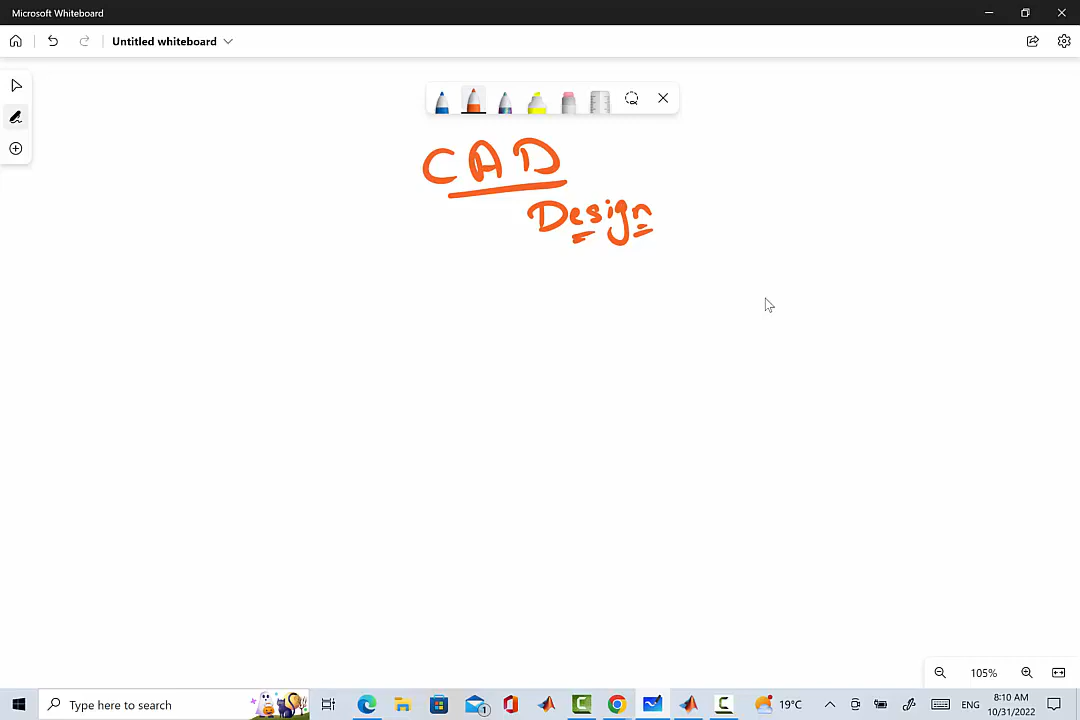 Microsoft Whiteboard
Untitled whiteboard
CAD
Design
105%
Type here to search
1
19°C
ENG
8:10 AM
10/31/2022